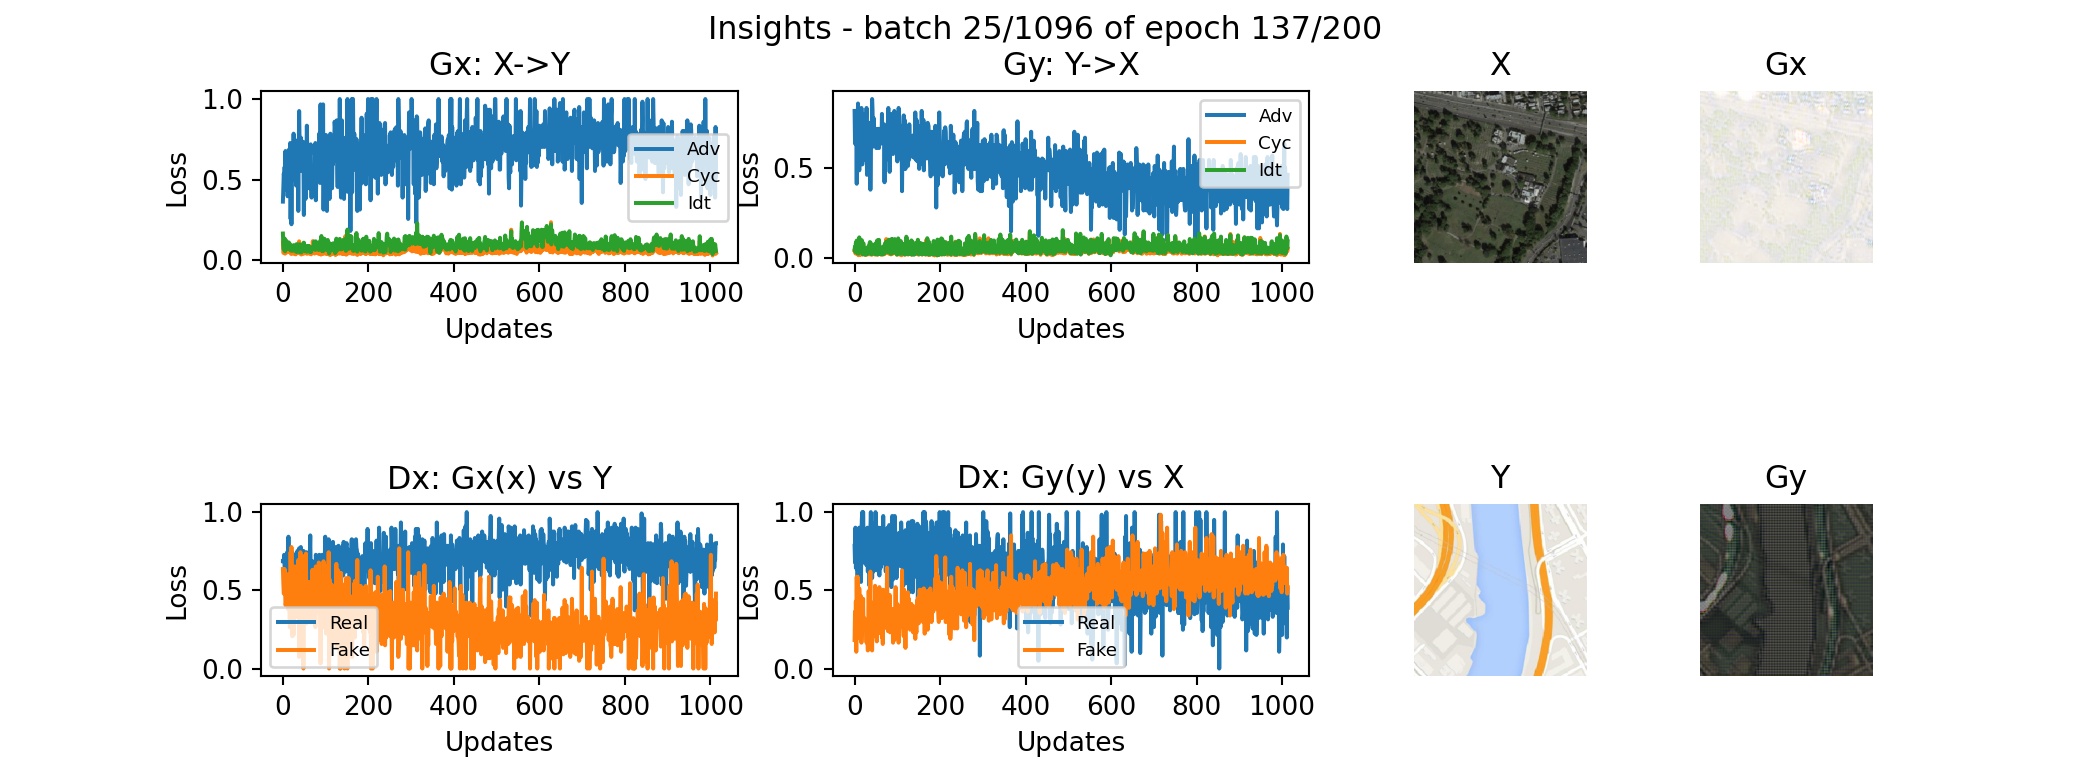 Insights - batch 25/1096 of epoch 137/200
Gx: X->Y
Gy: Y->X
X
Gx
1.0
0.5
0.0
Loss
Adv
Cyc
Idt
0 200 400 600 800 1000
Updates
0.5
0.0
Loss
Adv
Cyc
Idt
0 200 400 600 800 1000
Updates
Dx: Gx(x) vs Y
Dx: Gy(y) vs X
Y
Gy
1.0
0.5
0.0
Loss
Real
Fake
0 200 400 600 800 1000
Updates
1.0
0.5
0.0
Loss
Real
Fake
0 200 400 600 800 1000
Updates